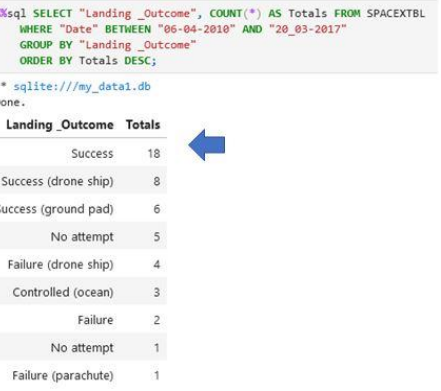 %sql SELECT "Landing _Outcome", COUNT(*) AS Totals FROM SPACEXTBL
WHERE "Date" BETWEEN "06-04-2010" AND "20_03-2017"
GROUP BY "Landing _Outcome"
ORDER BY Totals DESC;
* sqlite:///my_data1.db
one.
Landing _Outcome Totals
Success 18
Success (drone ship) 8
Success (ground pad) 6
No attempt 5
Failure (drone ship) 4
Controlled (ocean) 3
Failure 2
No attempt 1
Failure (parachute) 1